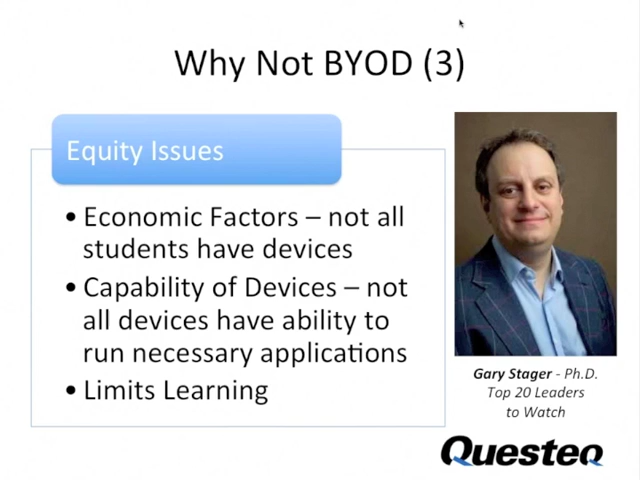 Why Not BYOD (3)
Equity Issues
• Economic Factors – not all
students have devices
• Capability of Devices – not
all devices have ability to
run necessary applications
• Limits Learning
Gary Stager - Ph.D.
Top 20 Leaders
to Watch
Questeq